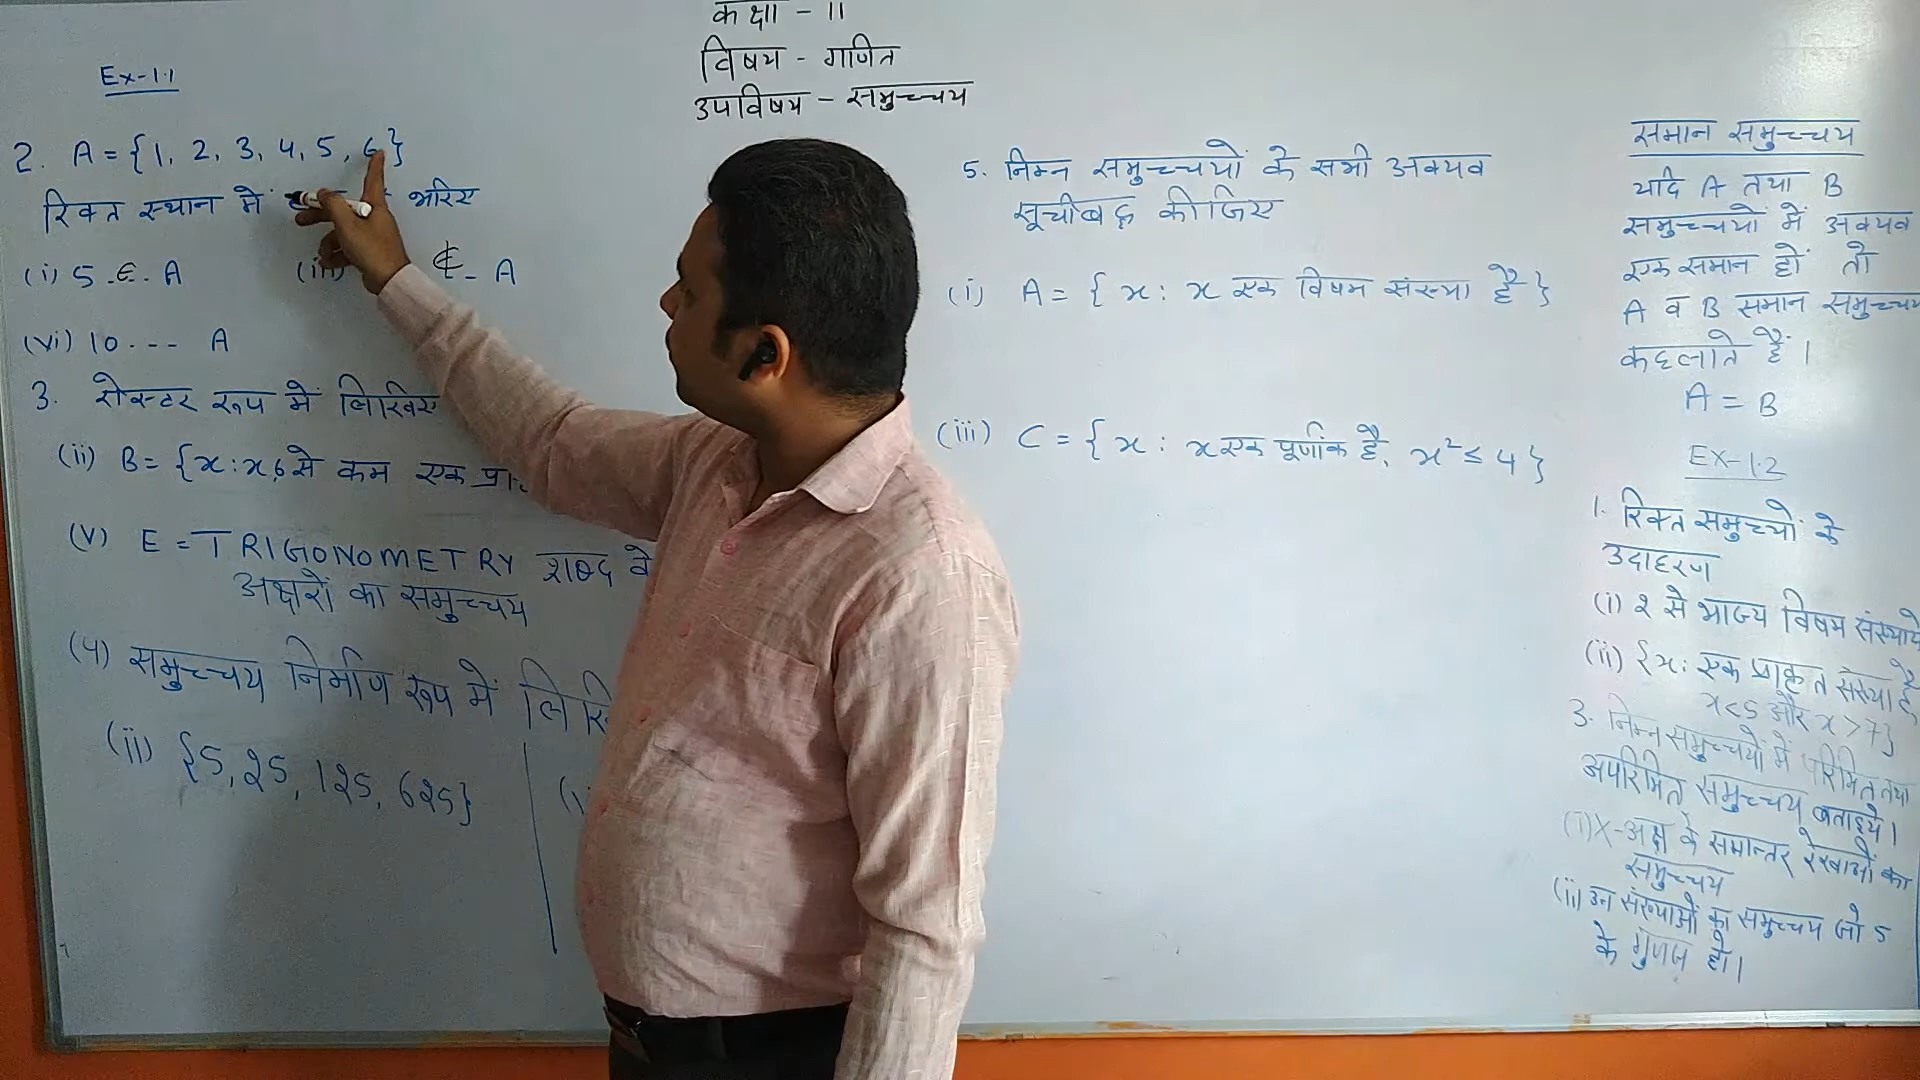 कक्षा - 11
विषय - गणित
उपविषय - समुच्चय
Ex-1.1
2. A = {1, 2, 3, 4, 5, 6}
रिक्त स्थान में भरिए
(i) 5 ∈ A (iii) ∉ A
(vi) 10 --- A
3. रोस्टर रूप में लिखिए
(ii) B = {x : x, 6 से कम एक
(v) E = TRIGONOMETRY शब्द
अक्षरों का समुच्चय
(4) समुच्चय निर्माण रूप में
(ii) {5, 25, 125, 625}
5. निम्न समुच्चयों के सभी अवयव
सूचीबद्ध कीजिए
(i) A = { x : x एक विषम संख्या है }
(iii) C = { x : x एक पूर्णांक है, x² ≤ 4 }
समान समुच्चय
यदि A तथा B
समुच्चयों में अवयव
एक समान हों तो
A व B समान समुच्चय
कहलाते हैं।
A = B
EX-1.2
1. रिक्त समुच्यों के
उदाहरण
(i) 2 से भाज्य विषम संख्याये
(ii) {x : एक प्राकृत संख्या है,
x < 5 और x > 7}
3. निम्न समुच्चयों में परिमित तथा
अपरिमित समुच्चय बताइये।
(i) X-अक्ष के समान्तर रेखाओं का
समुच्चय
(ii) उन संख्याओं का समुच्चय जो 5
के गुणज हो।